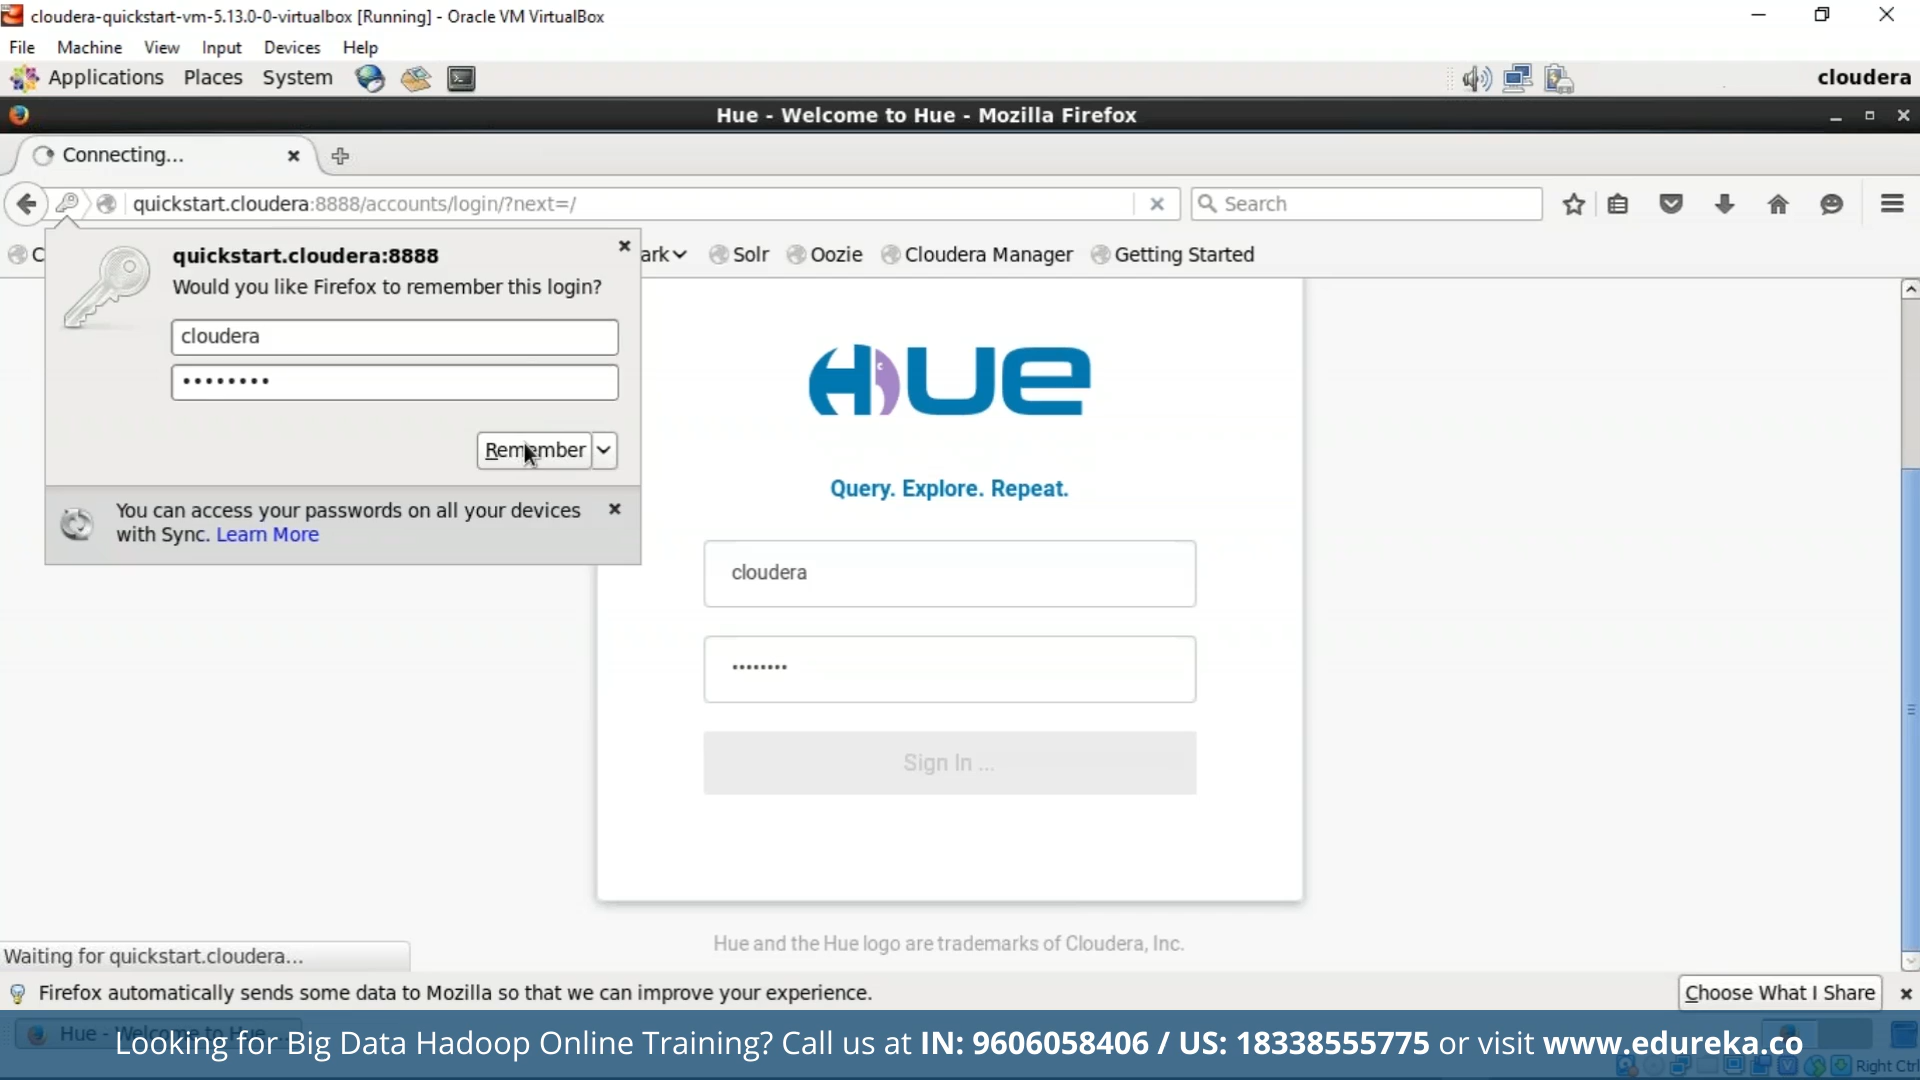 cloudera-quickstart-vm-5.13.0-0-virtualbox [Running] - Oracle VM VirtualBox
File Machine View Input Devices Help
Applications Places System cloudera
Hue - Welcome to Hue - Mozilla Firefox
Connecting...
quickstart.cloudera:8888/accounts/login/?next=/ Search
C ark Solr Oozie Cloudera Manager Getting Started
quickstart.cloudera:8888
Would you like Firefox to remember this login?
cloudera
••••••••
Remember
You can access your passwords on all your devices
with Sync. Learn More
HUE
Query. Explore. Repeat.
cloudera
••••••••
Sign In ...
Hue and the Hue logo are trademarks of Cloudera, Inc.
Waiting for quickstart.cloudera...
Firefox automatically sends some data to Mozilla so that we can improve your experience. Choose What I Share
Hue - Welcome to Hue...
Looking for Big Data Hadoop Online Training? Call us at IN: 9606058406 / US: 18338555775 or visit www.edureka.co
Right Ctrl